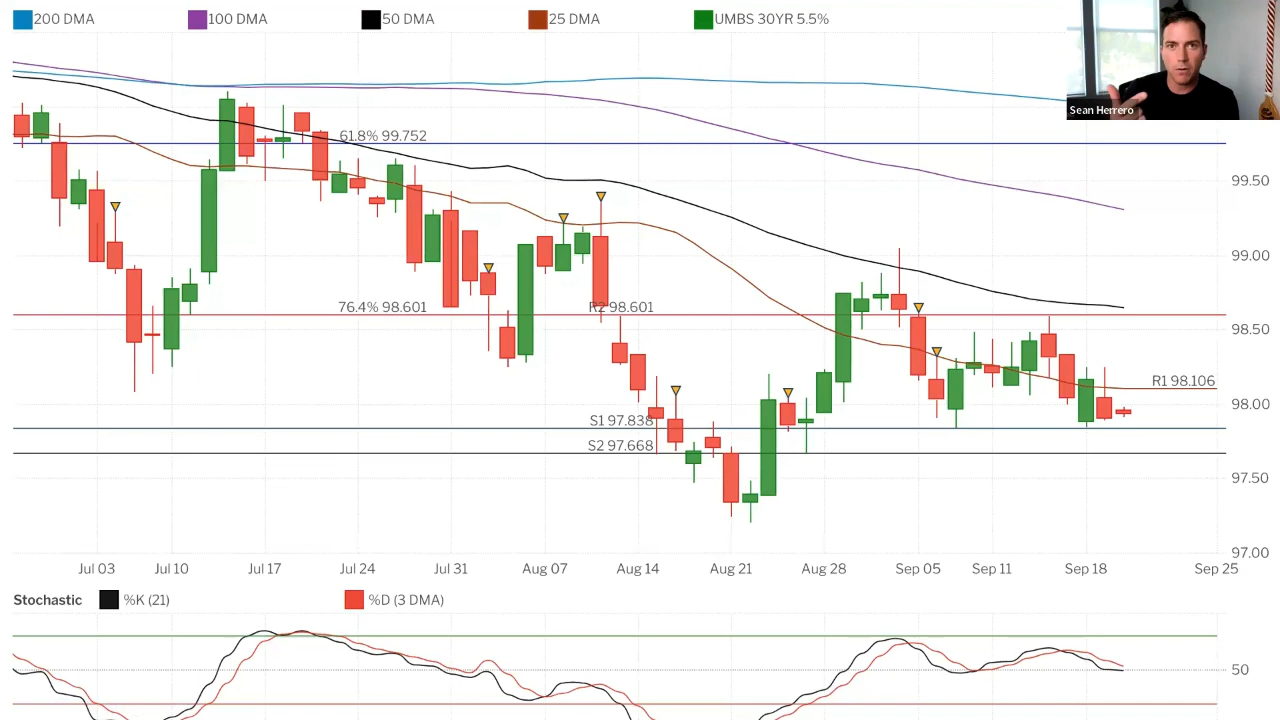 200 DMA 100 DMA 50 DMA 25 DMA UMBS 30YR 5.5%
Sean Herrero
61.8% 99.752
99.50
99.00
76.4% 98.601 R2 98.601
98.50
R1 98.106
98.00
S1 97.838
S2 97.668
97.50
97.00
Jul 03 Jul 10 Jul 17 Jul 24 Jul 31 Aug 07 Aug 14 Aug 21 Aug 28 Sep 05 Sep 11 Sep 18 Sep 25
Stochastic %K (21) %D (3 DMA)
50